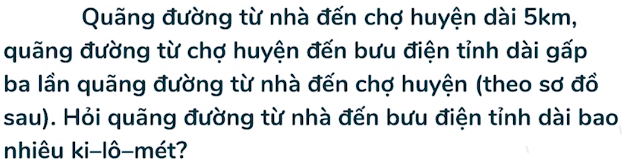 Quãng đường từ nhà đến chợ huyện dài 5km,
quãng đường từ chợ huyện đến bưu điện tỉnh dài gấp
ba lần quãng đường từ nhà đến chợ huyện (theo sơ đồ
sau). Hỏi quãng đường từ nhà đến bưu điện tỉnh dài bao
nhiêu ki-lô-mét?